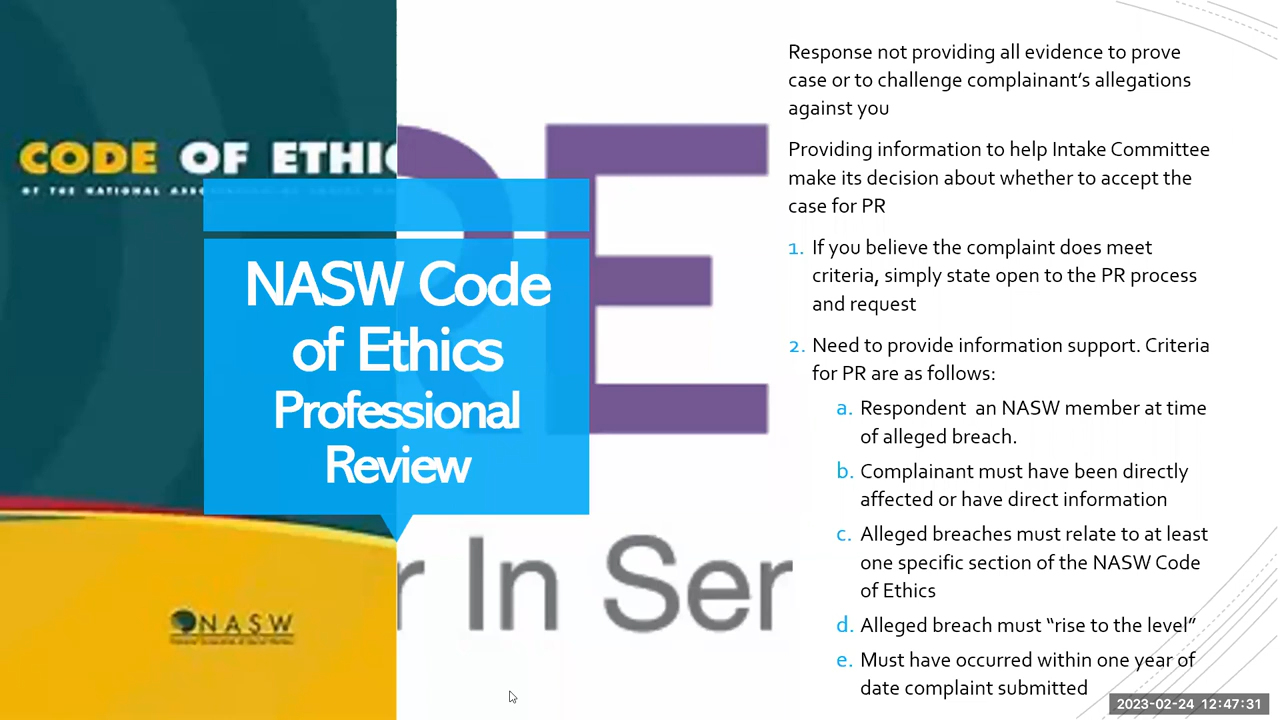 CODE OF ETHIC
OF THE NATIONAL
NASW Code
of Ethics
Professional
Review
NASW
RE
r In Ser
Response not providing all evidence to prove
case or to challenge complainant’s allegations
against you
Providing information to help Intake Committee
make its decision about whether to accept the
case for PR
1. If you believe the complaint does meet
criteria, simply state open to the PR process
and request
2. Need to provide information support. Criteria
for PR are as follows:
a. Respondent an NASW member at time
of alleged breach.
b. Complainant must have been directly
affected or have direct information
c. Alleged breaches must relate to at least
one specific section of the NASW Code
of Ethics
d. Alleged breach must “rise to the level”
e. Must have occurred within one year of
date complaint submitted
2023-02-24 12:47:31